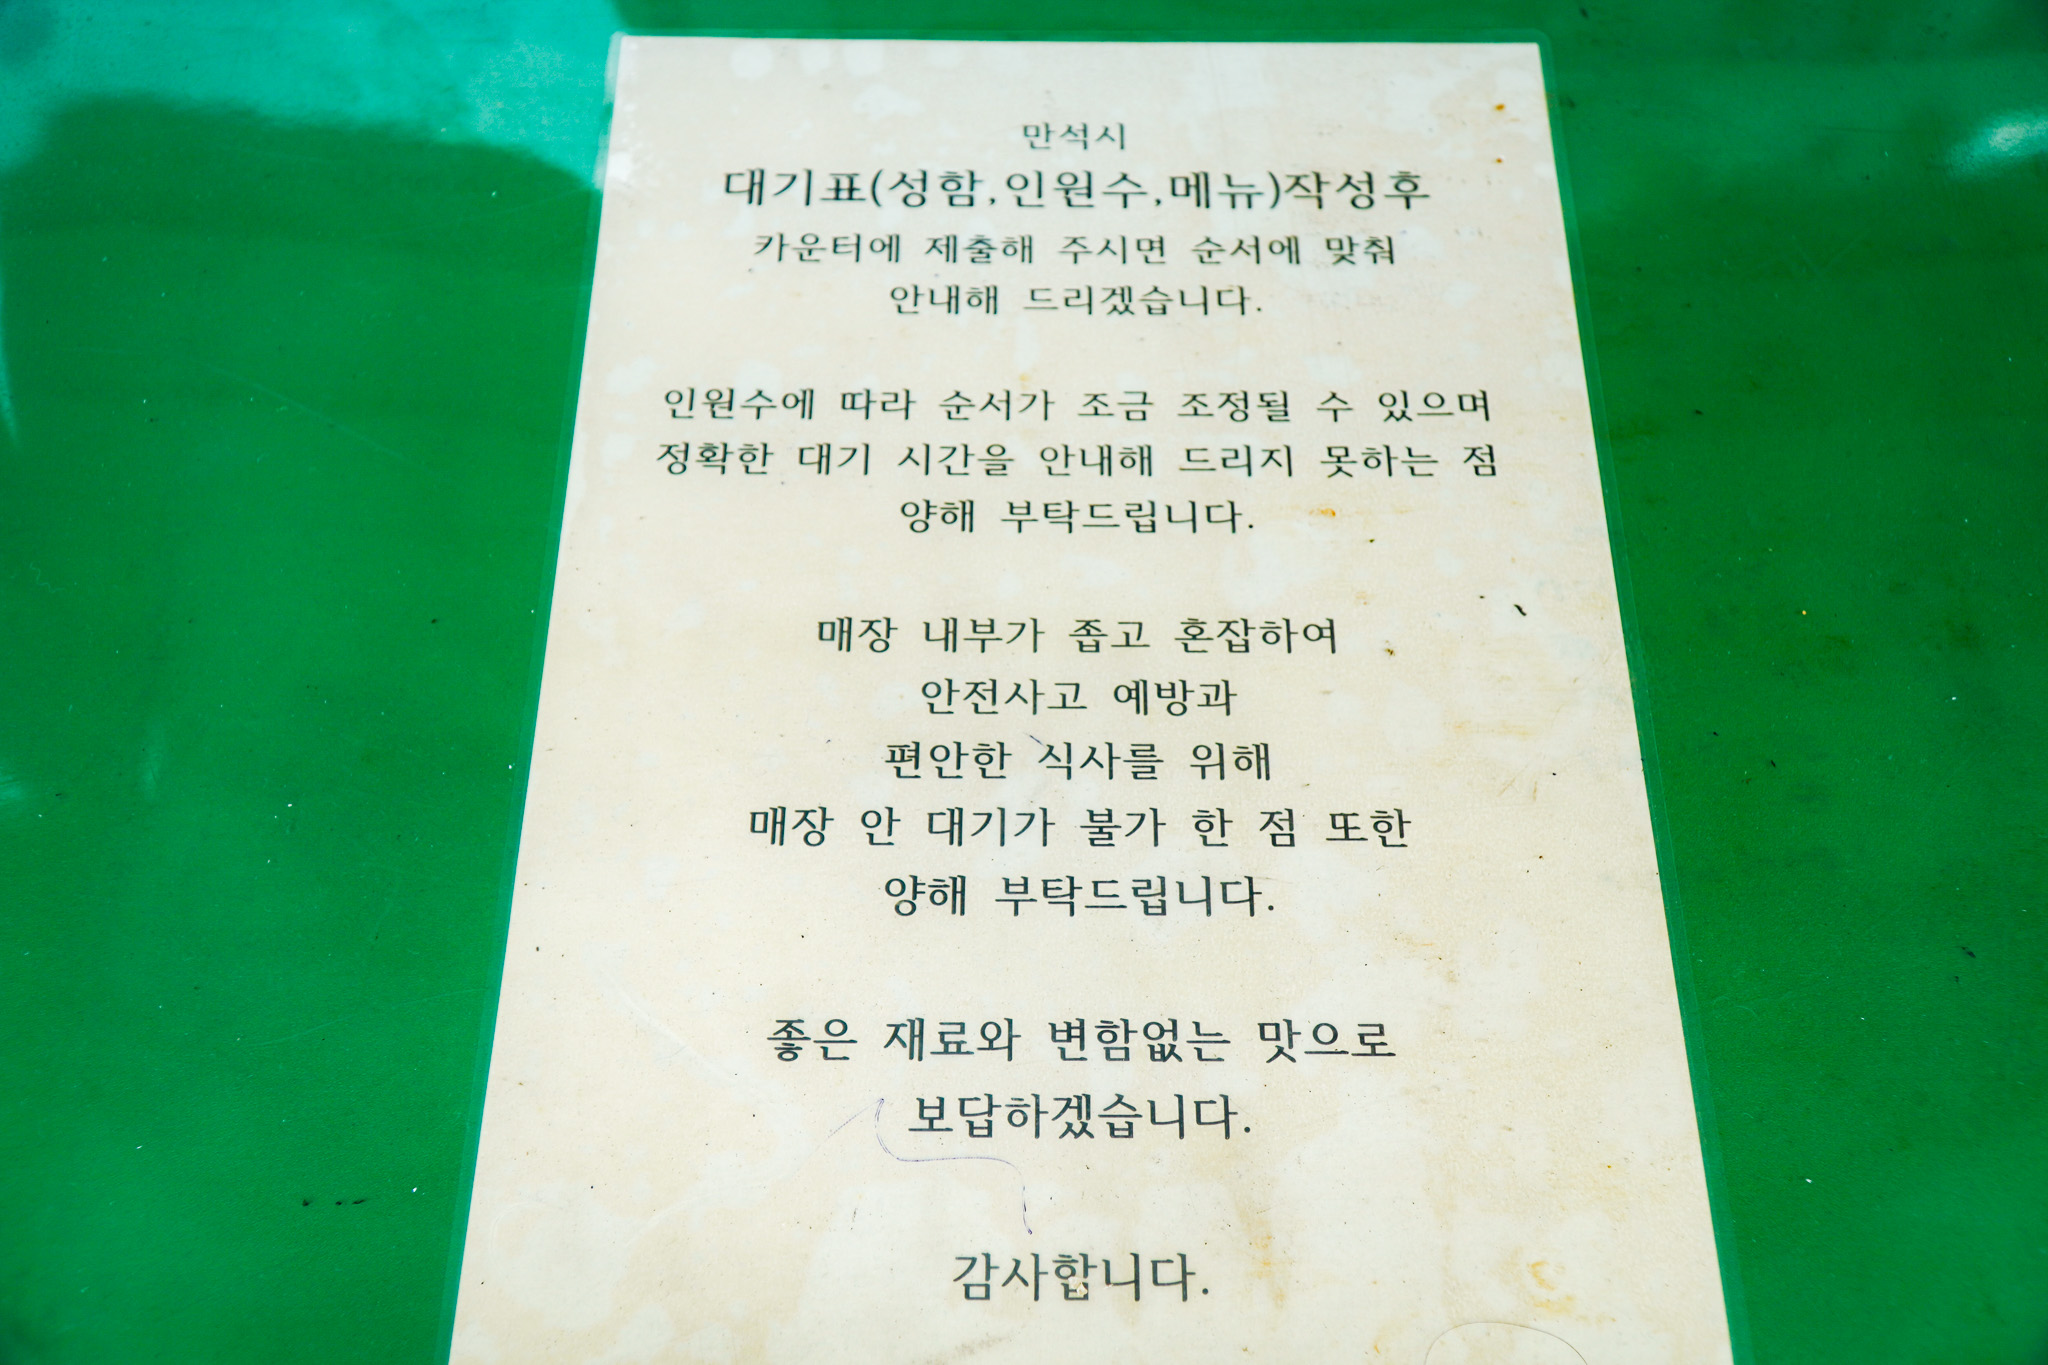 만석시
대기표(성함,인원수,메뉴)작성후
카운터에 제출해 주시면 순서에 맞춰
안내해 드리겠습니다.
인원수에 따라 순서가 조금 조정될 수 있으며
정확한 대기 시간을 안내해 드리지 못하는 점
양해 부탁드립니다.
매장 내부가 좁고 혼잡하여
안전사고 예방과
편안한 식사를 위해
매장 안 대기가 불가 한 점 또한
양해 부탁드립니다.
좋은 재료와 변함없는 맛으로
보답하겠습니다.
감사합니다.